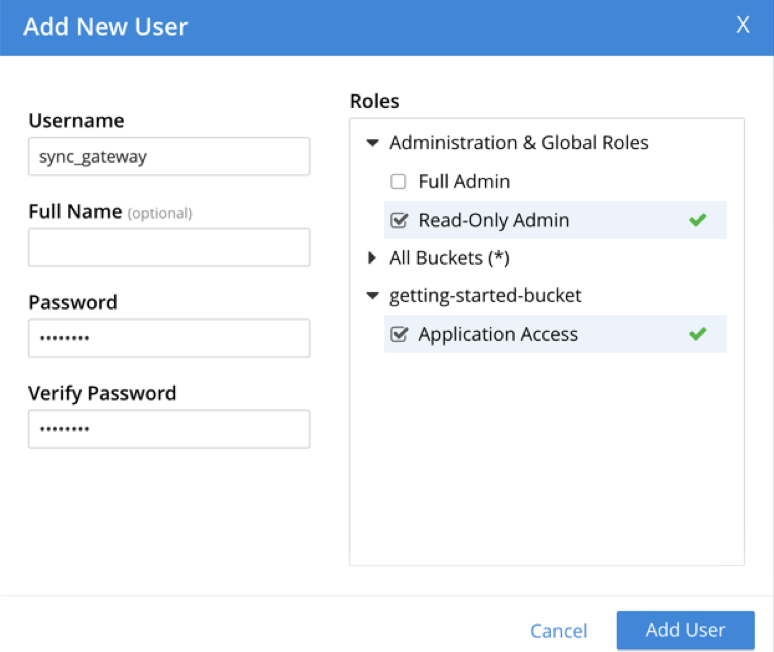 Add New User
X
Username
sync_gateway
Full Name (optional)
Password
••••••••
Verify Password
••••••••
Roles
Administration & Global Roles
Full Admin
Read-Only Admin
All Buckets (*)
getting-started-bucket
Application Access
Cancel
Add User